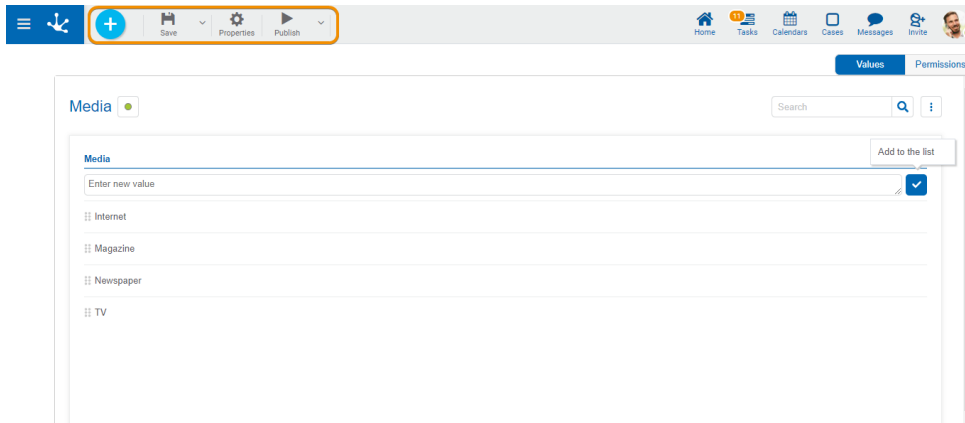 Save
Properties
Publish
Home
11
Tasks
Calendars
Cases
Messages
Invite
Values
Permissions
Media
Search
Add to the list
Media
Enter new value
Internet
Magazine
Newspaper
TV